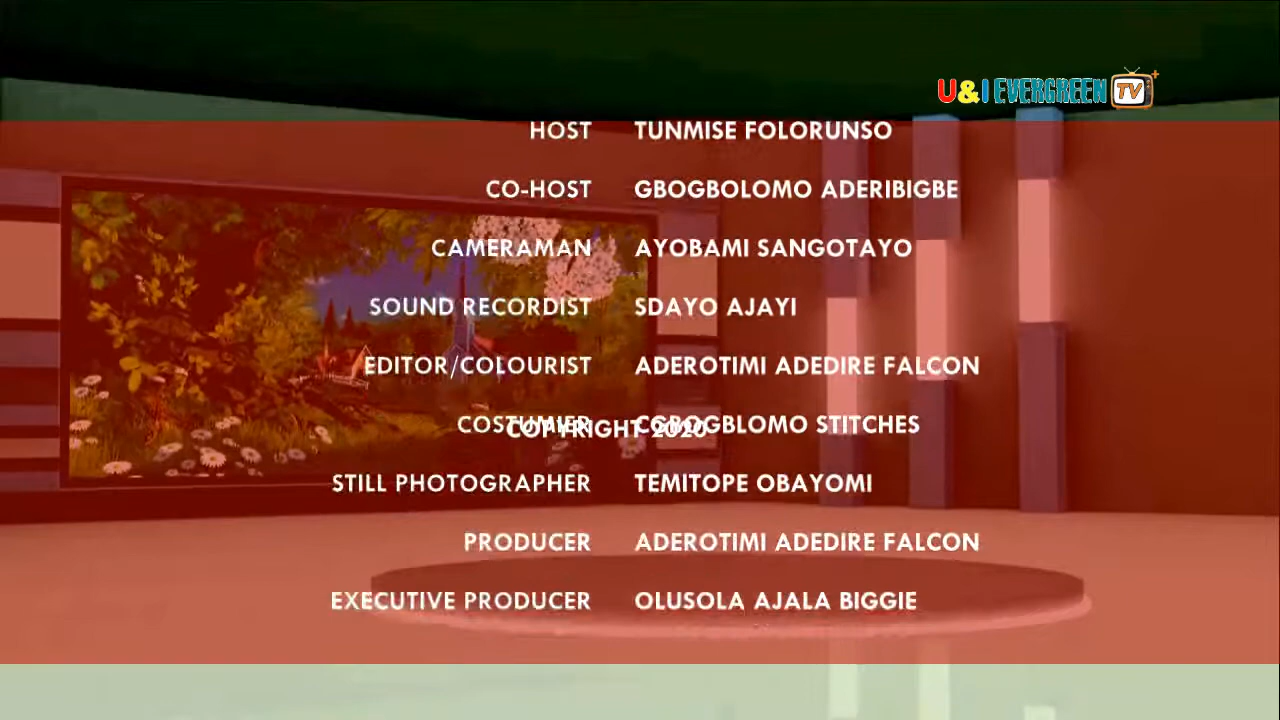 U&I EVERGREEN TV+
HOST TUNMISE FOLORUNSO
CO-HOST GBOGBOLOMO ADERIBIGBE
CAMERAMAN AYOBAMI SANGOTAYO
SOUND RECORDIST SDAYO AJAYI
EDITOR/COLOURIST ADEROTIMI ADEDIRE FALCON
COSTUMIER CGBOGBLOMO STITCHES
COPYRIGHT 2020
STILL PHOTOGRAPHER TEMITOPE OBAYOMI
PRODUCER ADEROTIMI ADEDIRE FALCON
EXECUTIVE PRODUCER OLUSOLA AJALA BIGGIE